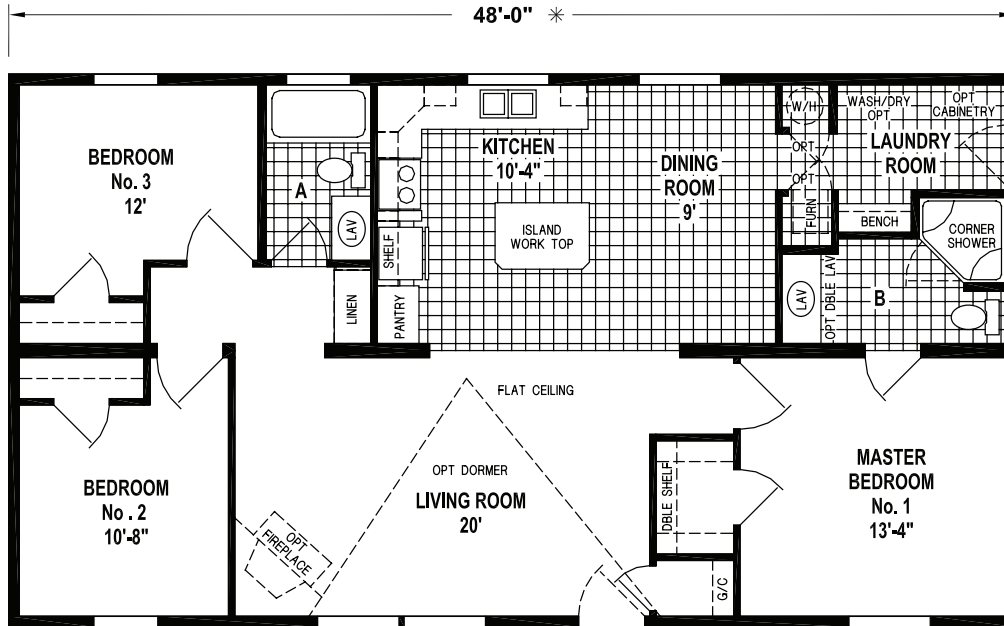 48'-0" ✳
BEDROOM
No. 3
12'
A
LAV
LINEN
SHELF
PANTRY
KITCHEN
10'-4"
ISLAND
WORK TOP
DINING
ROOM
9'
W/H
OPT
OPT
FURN
WASH/DRY
OPT
OPT
CABINETRY
LAUNDRY
ROOM
BENCH
CORNER
SHOWER
LAV
OPT DBLE LAV
B
BEDROOM
No . 2
10'-8"
FLAT CEILING
OPT DORMER
LIVING ROOM
20'
OPT
FIREPLACE
DBLE SHELF
G/C
MASTER
BEDROOM
No. 1
13'-4"